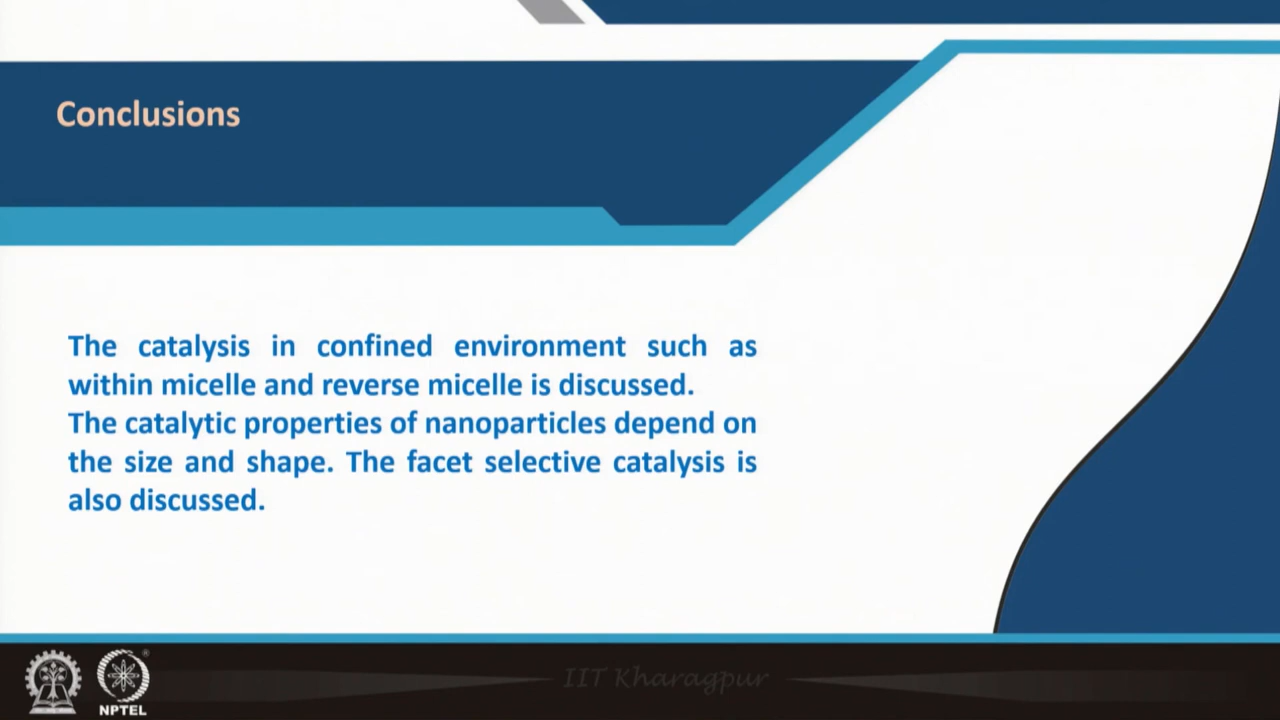 Conclusions
The catalysis in confined environment such as
within micelle and reverse micelle is discussed.
The catalytic properties of nanoparticles depend on
the size and shape. The facet selective catalysis is
also discussed.
IIT Kharagpur
NPTEL